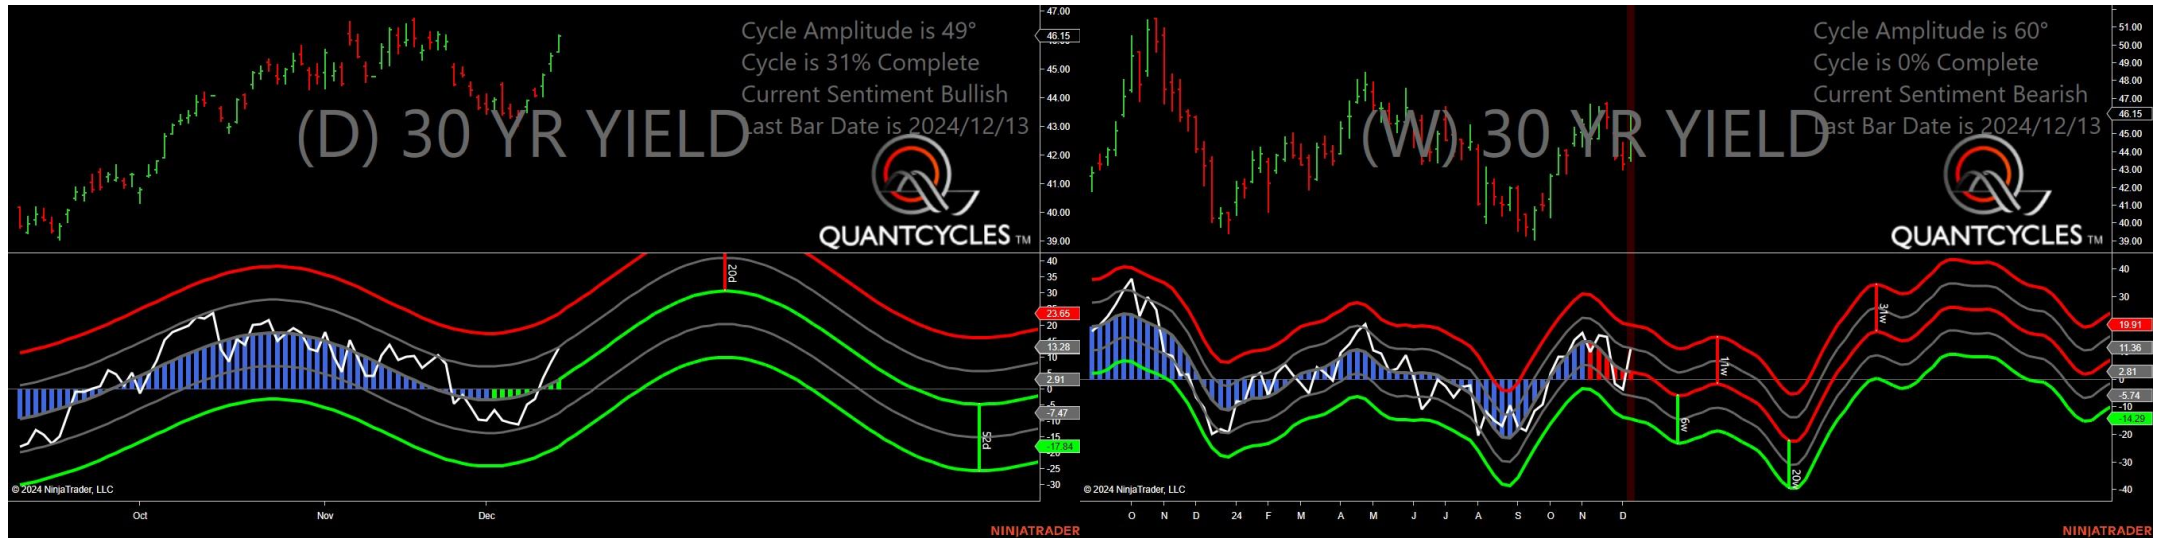 Cycle Amplitude is 49°
Cycle is 31% Complete
Current Sentiment Bullish
Last Bar Date is 2024/12/13
(D) 30 YR YIELD
QUANTCYCLES TM
47.00
46.15
45.00
44.00
43.00
42.00
41.00
40.00
39.00
20d
52d
40
35
30
23.65
20
13.28
10
2.91
0
-7.47
-10
-15
-17.84
-25
-30
© 2024 NinjaTrader, LLC
Oct Nov Dec
NINJATRADER
Cycle Amplitude is 60°
Cycle is 0% Complete
Current Sentiment Bearish
Last Bar Date is 2024/12/13
(W) 30 YR YIELD
QUANTCYCLES TM
51.00
50.00
49.00
48.00
47.00
46.15
45.00
44.00
43.00
42.00
41.00
40.00
39.00
11w
31w
6w
20w
40
30
19.91
11.36
2.81
-5.74
-10
-14.29
-20
-30
-40
© 2024 NinjaTrader, LLC
O N D 24 F M A M J J A S O N D
NINJATRADER